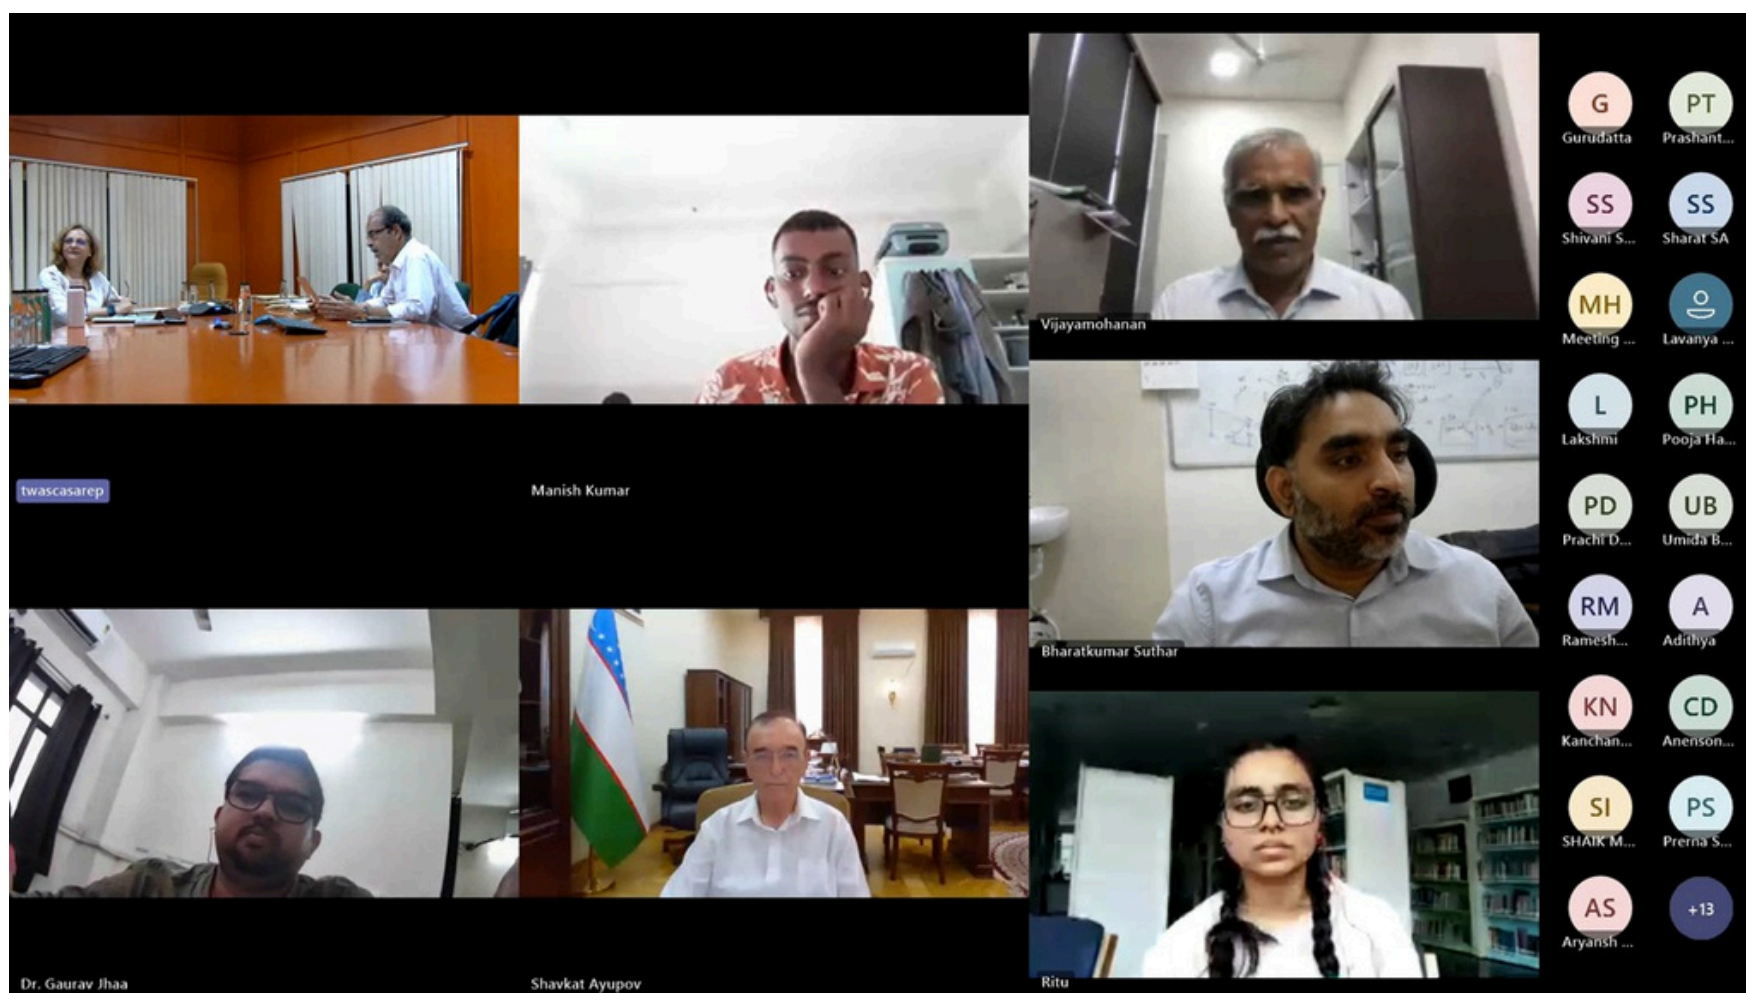 twascasarep
Manish Kumar
Vijayamohanan
Bharatkumar Suthar
Dr. Gaurav Jhaa
Shavkat Ayupov
Ritu
G
Gurudatta
PT
Prashant...
SS
Shivani S...
SS
Sharat SA
MH
Meeting ...
Lavanya ...
L
Lakshmi
PH
Pooja Ha...
PD
Prachi D...
UB
Umida B...
RM
Ramesh...
A
Adithya
KN
Kanchan...
CD
Anenson...
SI
SHAIK M...
PS
Prerna S...
AS
Aryansh ...
+13